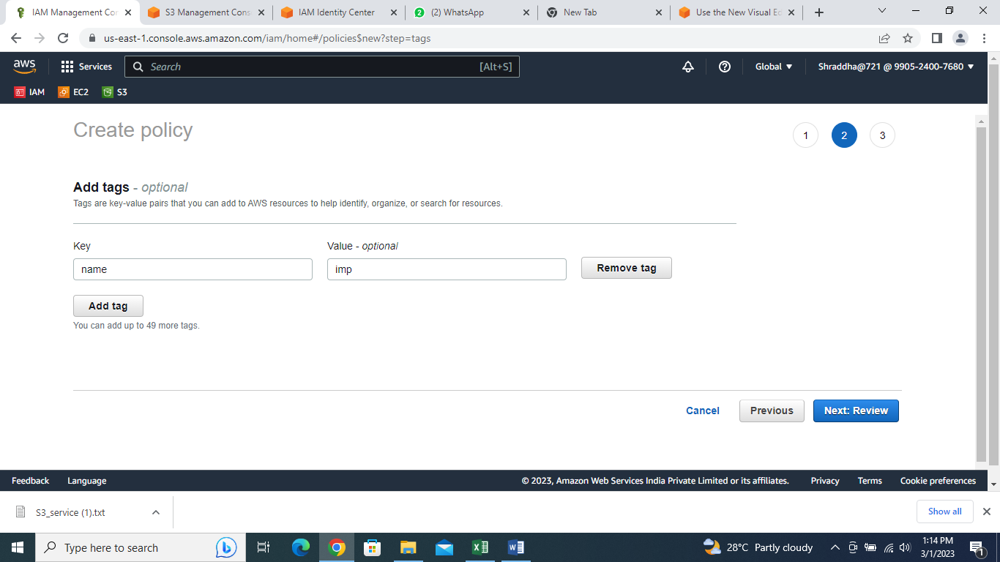 IAM Management Con
S3 Management Cons
IAM Identity Center
2 (2) WhatsApp
New Tab
Use the New Visual Ed
us-east-1.console.aws.amazon.com/iam/home#/policies$new?step=tags
aws
Services
Search
[Alt+S]
Global
Shraddha@721 @ 9905-2400-7680
IAM
EC2
S3
Create policy
1
2
3
Add tags - optional
Tags are key-value pairs that you can add to AWS resources to help identify, organize, or search for resources.
Key
Value - optional
name
imp
Remove tag
Add tag
You can add up to 49 more tags.
Cancel
Previous
Next: Review
Feedback
Language
© 2023, Amazon Web Services India Private Limited or its affiliates.
Privacy
Terms
Cookie preferences
S3_service (1).txt
Show all
Type here to search
28°C Partly cloudy
1:14 PM
3/1/2023
1